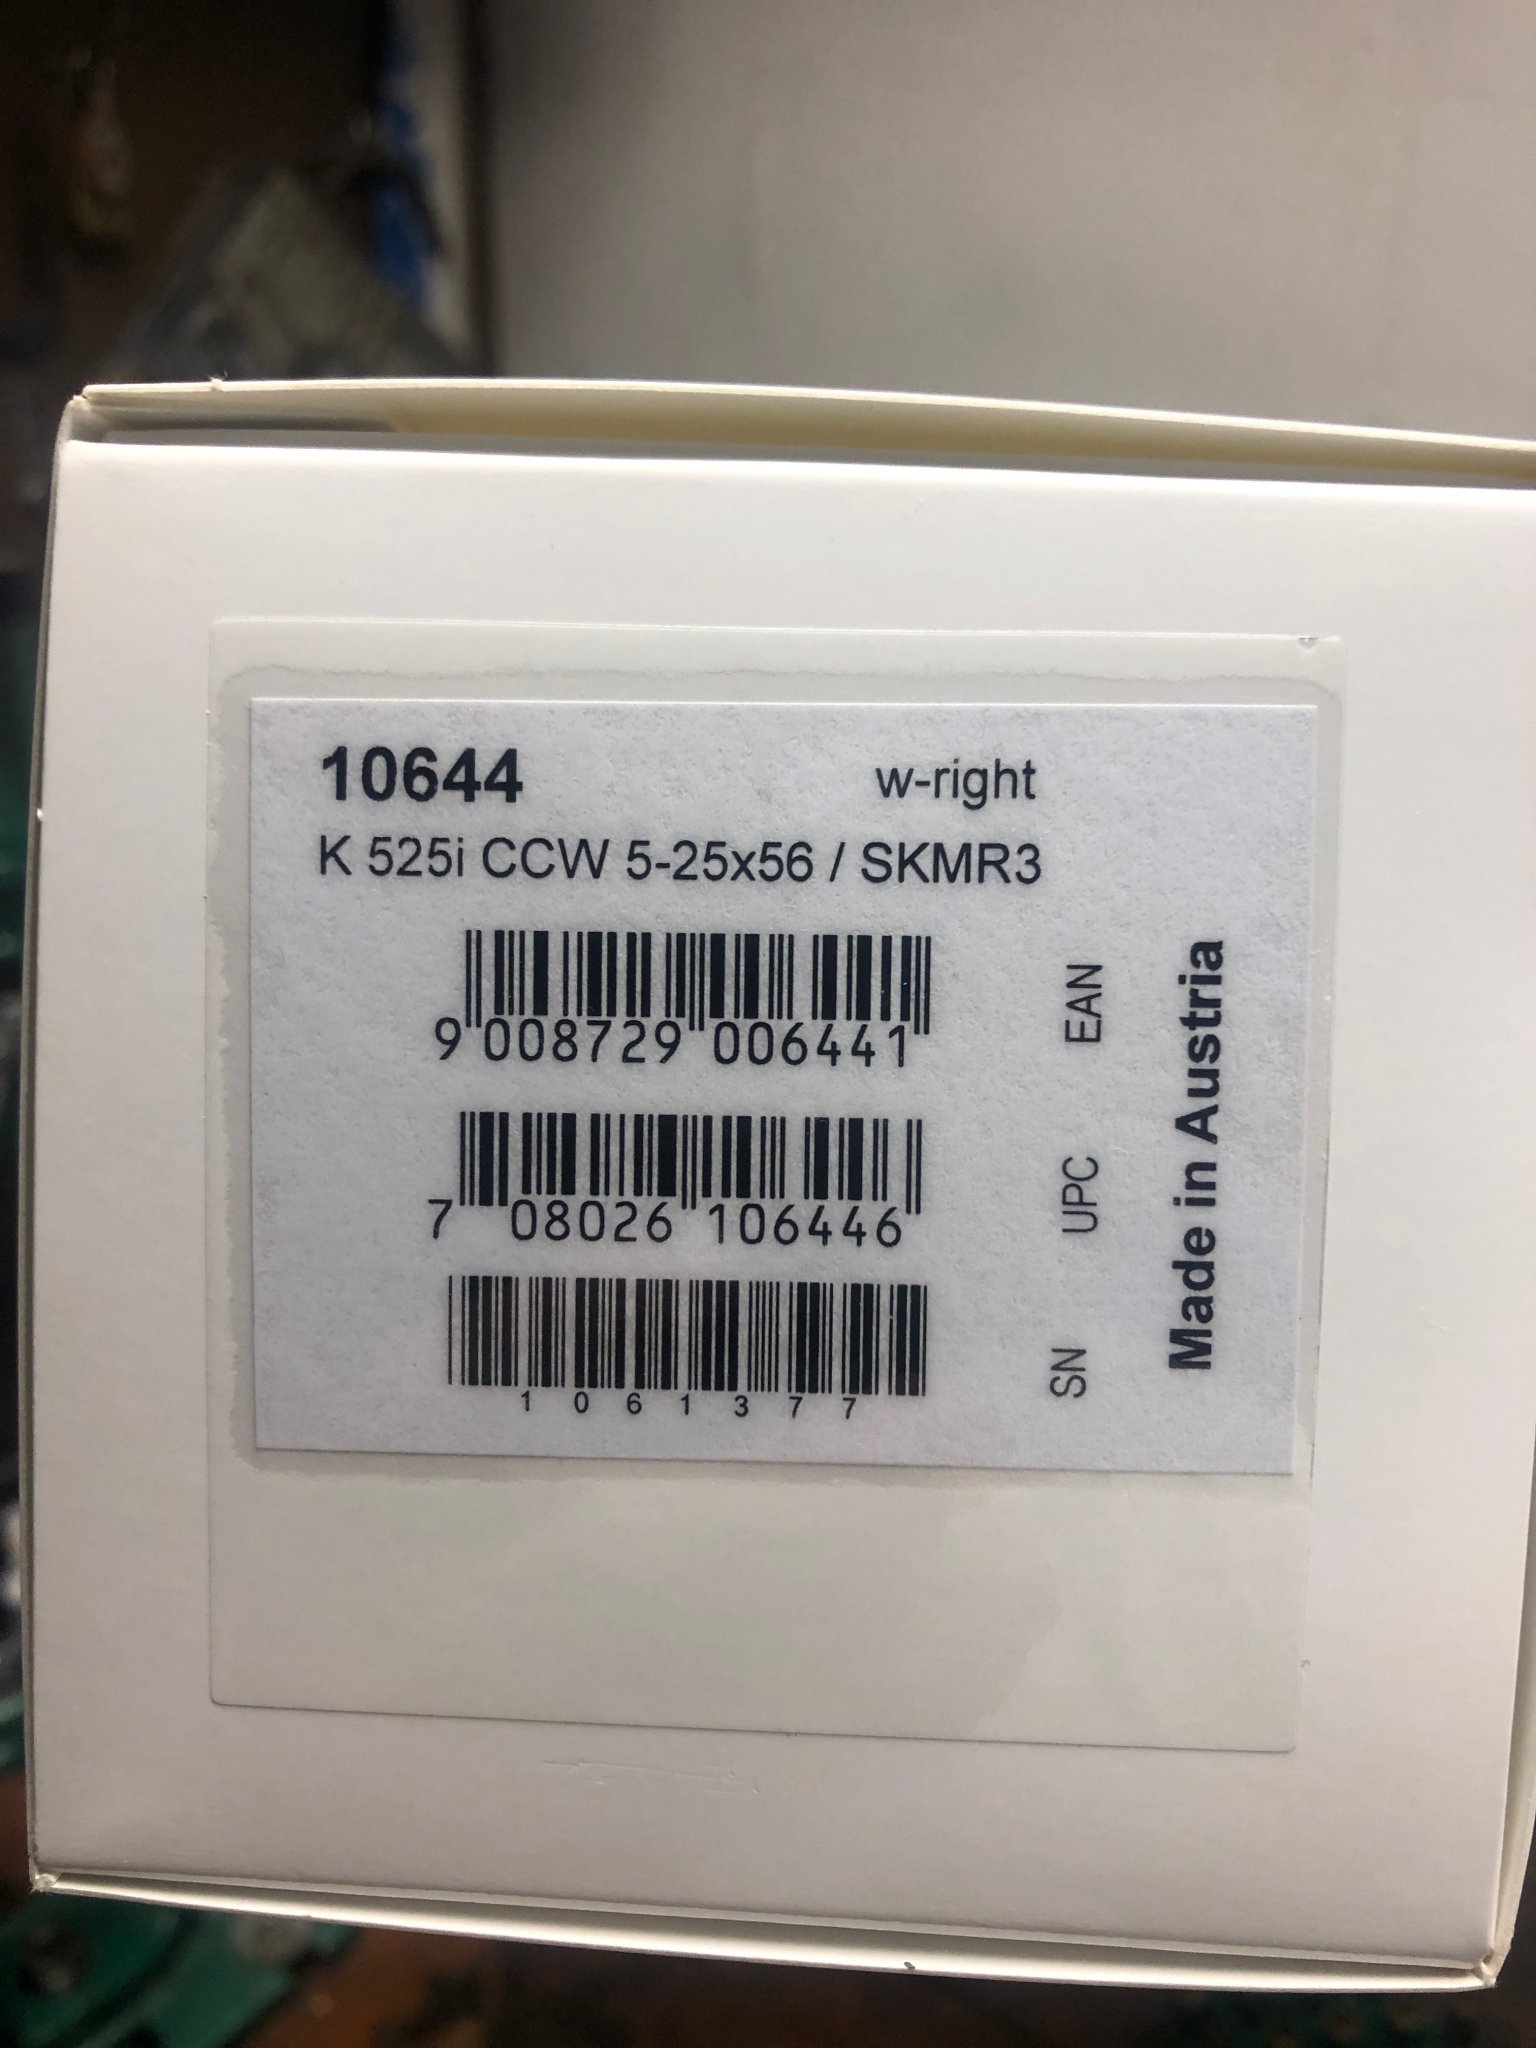 10644 w-right
K 525i CCW 5-25x56 / SKMR3
9 008729 006441 EAN
7 08026 106446 UPC
1061377 SN
Made in Austria